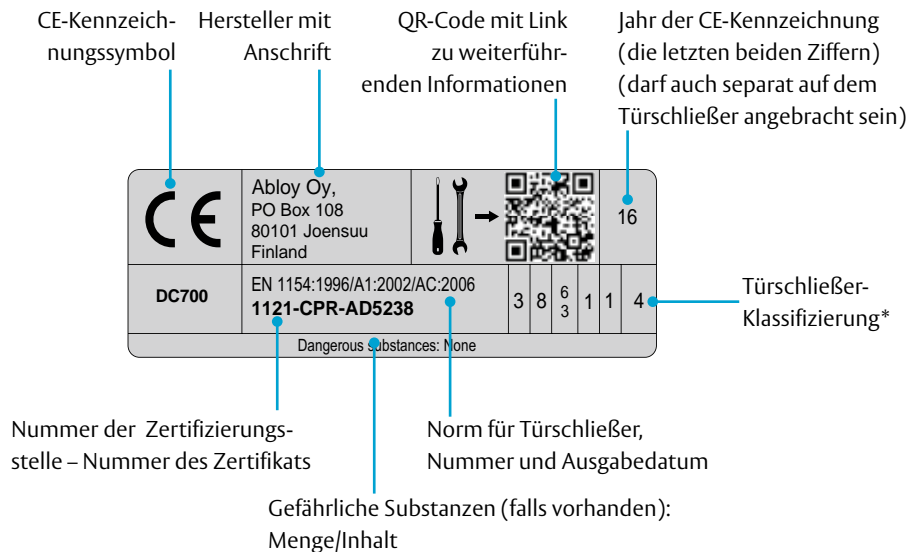 CE-Kennzeich-
nungssymbol
Hersteller mit
Anschrift
QR-Code mit Link
zu weiterführ-
enden Informationen
Jahr der CE-Kennzeichnung
(die letzten beiden Ziffern)
(darf auch separat auf dem
Türschließer angebracht sein)
CE
Abloy Oy,
PO Box 108
80101 Joensuu
Finland
16
DC700
EN 1154:1996/A1:2002/AC:2006
1121-CPR-AD5238
3 8 6 1 1 4
3
Dangerous substances: None
Türschließer-
Klassifizierung*
Nummer der Zertifizierungs-
stelle – Nummer des Zertifikats
Norm für Türschließer,
Nummer und Ausgabedatum
Gefährliche Substanzen (falls vorhanden):
Menge/Inhalt